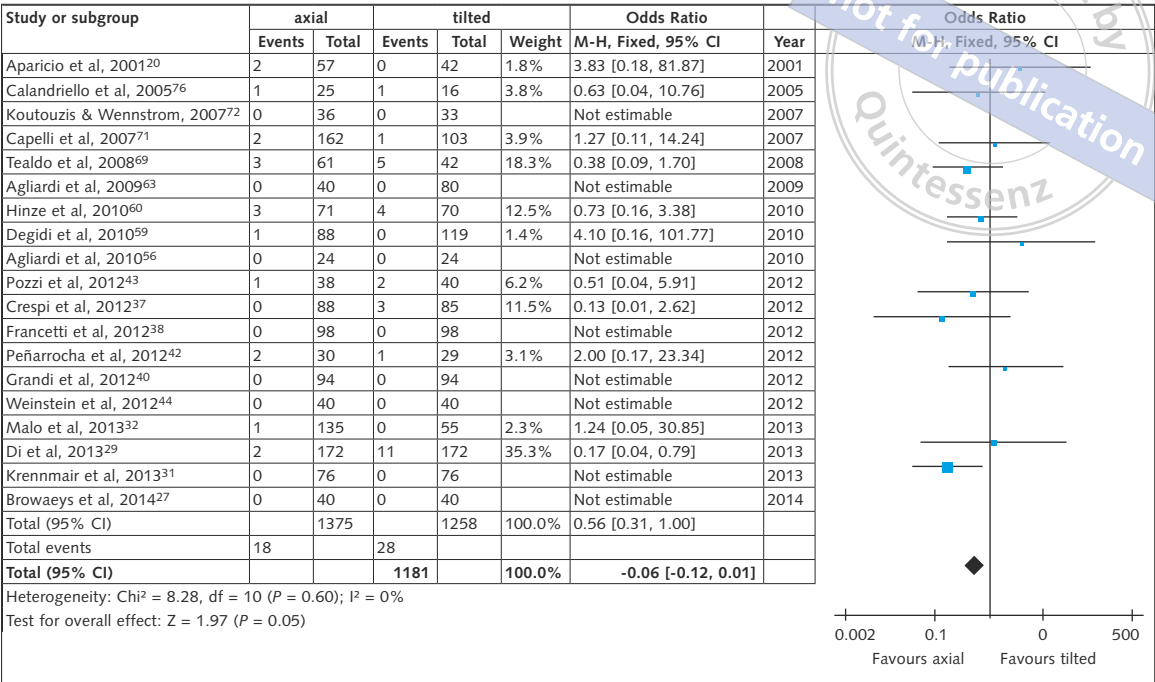 Study or subgroup axial tilted Odds Ratio Odds Ratio
Events Total Events Total Weight M-H, Fixed, 95% CI Year M-H, Fixed, 95% CI
Aparicio et al, 2001²⁰ 2 57 0 42 1.8% 3.83 [0.18, 81.87] 2001
Calandriello et al, 2005⁷⁶ 1 25 1 16 3.8% 0.63 [0.04, 10.76] 2005
Koutouzis & Wennstrom, 2007⁷² 0 36 0 33 Not estimable 2007
Capelli et al, 2007⁷¹ 2 162 1 103 3.9% 1.27 [0.11, 14.24] 2007
Tealdo et al, 2008⁶⁹ 3 61 5 42 18.3% 0.38 [0.09, 1.70] 2008
Agliardi et al, 2009⁶³ 0 40 0 80 Not estimable 2009
Hinze et al, 2010⁶⁰ 3 71 4 70 12.5% 0.73 [0.16, 3.38] 2010
Degidi et al, 2010⁵⁹ 1 88 0 119 1.4% 4.10 [0.16, 101.77] 2010
Agliardi et al, 2010⁵⁶ 0 24 0 24 Not estimable 2010
Pozzi et al, 2012⁴³ 1 38 2 40 6.2% 0.51 [0.04, 5.91] 2012
Crespi et al, 2012³⁷ 0 88 3 85 11.5% 0.13 [0.01, 2.62] 2012
Francetti et al, 2012³⁸ 0 98 0 98 Not estimable 2012
Peñarrocha et al, 2012⁴² 2 30 1 29 3.1% 2.00 [0.17, 23.34] 2012
Grandi et al, 2012⁴⁰ 0 94 0 94 Not estimable 2012
Weinstein et al, 2012⁴⁴ 0 40 0 40 Not estimable 2012
Malo et al, 2013³² 1 135 0 55 2.3% 1.24 [0.05, 30.85] 2013
Di et al, 2013²⁹ 2 172 11 172 35.3% 0.17 [0.04, 0.79] 2013
Krennmair et al, 2013³¹ 0 76 0 76 Not estimable 2013
Browaeys et al, 2014²⁷ 0 40 0 40 Not estimable 2014
Total (95% CI) 1375 1258 100.0% 0.56 [0.31, 1.00]
Total events 18 28
Total (95% CI) 1181 100.0% -0.06 [-0.12, 0.01]
Heterogeneity: Chi² = 8.28, df = 10 (P = 0.60); I² = 0%
Test for overall effect: Z = 1.97 (P = 0.05)
0.002 0.1 0 500
Favours axial Favours tilted
not for publication
by
Quintessenz